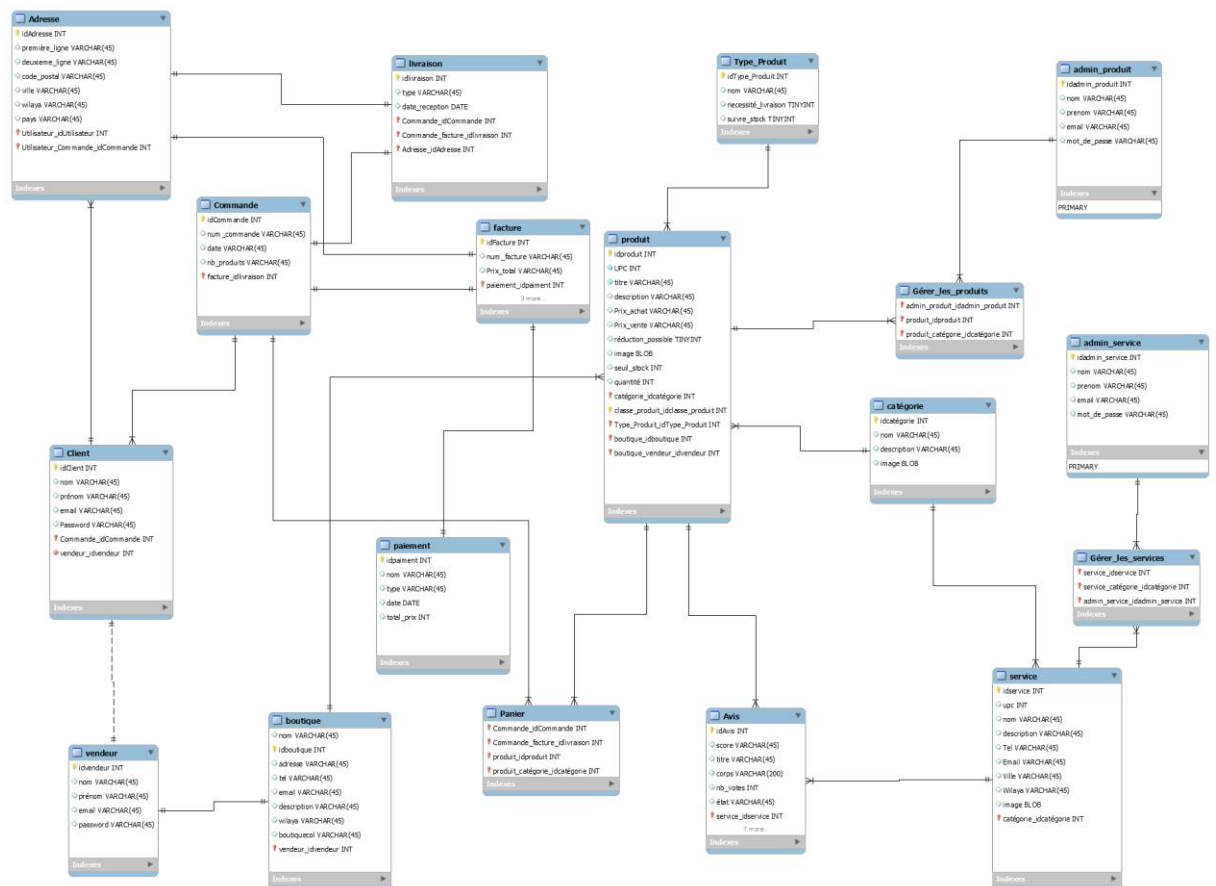 Adresse
idAdresse INT
première_ligne VARCHAR(45)
deuxieme_ligne VARCHAR(45)
code_postal VARCHAR(45)
ville VARCHAR(45)
wilaya VARCHAR(45)
pays VARCHAR(45)
Utilisateur_idUtilisateur INT
Utilisateur_Commande_idCommande INT
Indexes
livraison
idlivraison INT
type VARCHAR(45)
date_reception DATE
Commande_idCommande INT
Commande_facture_idlivraison INT
Adresse_idAdresse INT
Indexes
Type_Produit
idType_Produit INT
nom VARCHAR(45)
necessité_livraison TINYINT
suivre_stock TINYINT
Indexes
admin_produit
idadmin_produit INT
nom VARCHAR(45)
prenom VARCHAR(45)
email VARCHAR(45)
mot_de_passe VARCHAR(45)
Indexes
PRIMARY
Commande
idCommande INT
num_commande VARCHAR(45)
date VARCHAR(45)
nb_produits VARCHAR(45)
facture_idlivraison INT
Indexes
facture
idFacture INT
num_facture VARCHAR(45)
Prix_total VARCHAR(45)
paiement_idpaiment INT
3 more...
Indexes
produit
idproduit INT
UPC INT
titre VARCHAR(45)
description VARCHAR(45)
Prix_achat VARCHAR(45)
Prix_vente VARCHAR(45)
réduction_possible TINYINT
image BLOB
seuil_stock INT
quantité INT
catégorie_idcatégorie INT
classe_produit_idclasse_produit INT
Type_Produit_idType_Produit INT
boutique_idboutique INT
boutique_vendeur_idvendeur INT
Indexes
Gérer_les_produits
admin_produit_idadmin_produit INT
produit_idproduit INT
produit_catégorie_idcatégorie INT
Indexes
admin_service
idadmin_service INT
nom VARCHAR(45)
prenom VARCHAR(45)
email VARCHAR(45)
mot_de_passe VARCHAR(45)
Indexes
PRIMARY
catégorie
idcatégorie INT
nom VARCHAR(45)
description VARCHAR(45)
image BLOB
Indexes
Client
idClient INT
nom VARCHAR(45)
prénom VARCHAR(45)
email VARCHAR(45)
Password VARCHAR(45)
Commande_idCommande INT
vendeur_idvendeur INT
Indexes
paiement
idpaiment INT
nom VARCHAR(45)
type VARCHAR(45)
date DATE
total_prix INT
Indexes
Gérer_les_services
service_idservice INT
service_catégorie_idcatégorie INT
admin_service_idadmin_service INT
Indexes
vendeur
idvendeur INT
nom VARCHAR(45)
prénom VARCHAR(45)
email VARCHAR(45)
password VARCHAR(45)
Indexes
boutique
nom VARCHAR(45)
idboutique INT
adresse VARCHAR(45)
tel VARCHAR(45)
email VARCHAR(45)
description VARCHAR(45)
wilaya VARCHAR(45)
boutiquecol VARCHAR(45)
vendeur_idvendeur INT
Indexes
Panier
Commande_idCommande INT
Commande_facture_idlivraison INT
produit_idproduit INT
produit_catégorie_idcatégorie INT
Indexes
Avis
idAvis INT
score VARCHAR(45)
titre VARCHAR(45)
corps VARCHAR(200)
nb_votes INT
état VARCHAR(45)
service_idservice INT
7 more...
Indexes
service
idservice INT
upc INT
nom VARCHAR(45)
description VARCHAR(45)
Tel VARCHAR(45)
Email VARCHAR(45)
Ville VARCHAR(45)
Wilaya VARCHAR(45)
image BLOB
catégorie_idcatégorie INT
Indexes